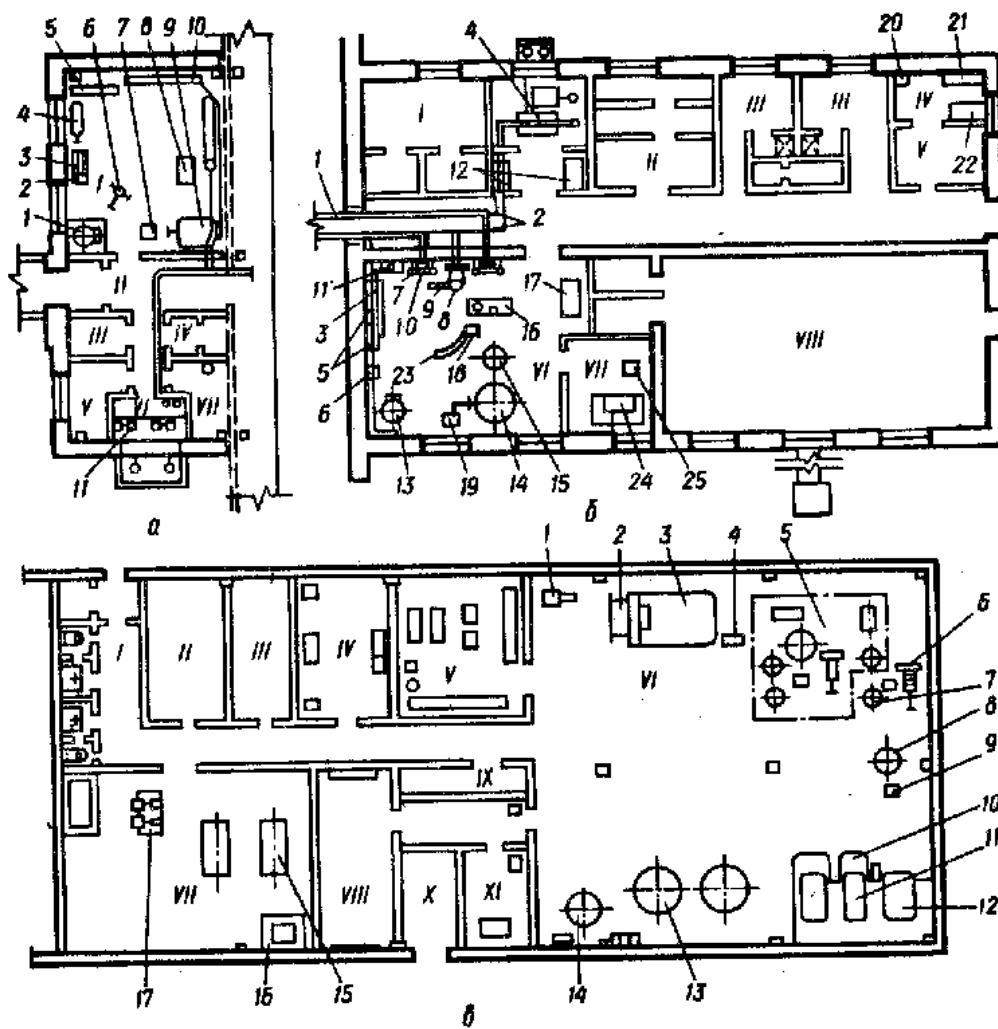 5 6 7 8 9 10
4
3
2
1
I
II
III IV
V VI VII
11
а
4 20 21
I II III III IV
V
1 12 22
2
11 7
3 10 9 8 16 17
5 23 18 VI VII VIII
6
13 19 14 15 24 25
б
1 2 3 4 5
6
I II III IV V VI
7
8
9
IX 10
11
VII VIII X XI 12
17 16 15 14 13
в